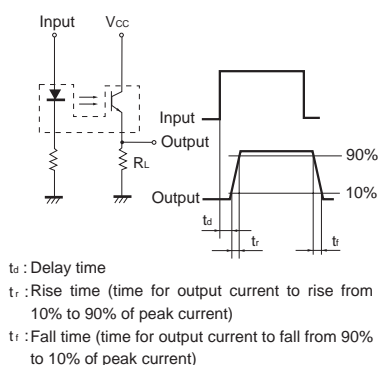 Input Vcc
Input
Output
RL
90%
Output
10%
td
tr
tf
td : Delay time
tr : Rise time (time for output current to rise from
10% to 90% of peak current)
tf : Fall time (time for output current to fall from 90%
to 10% of peak current)